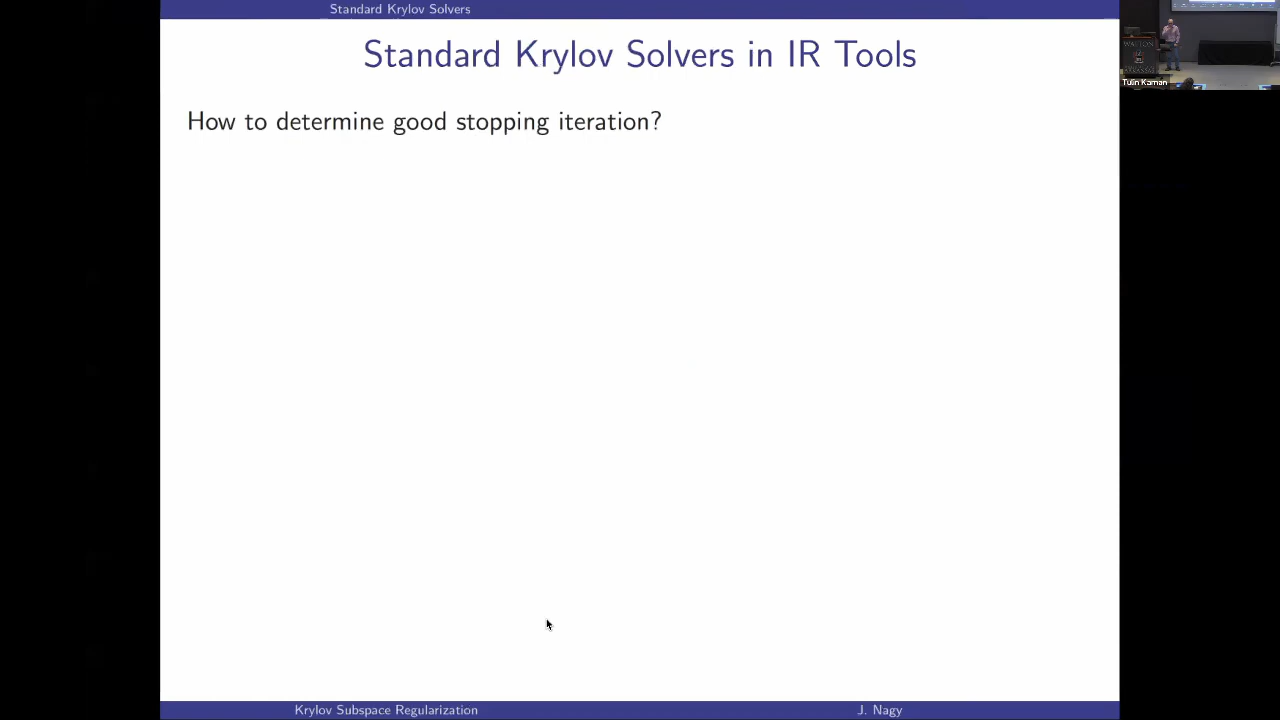 Standard Krylov Solvers
Standard Krylov Solvers in IR Tools
How to determine good stopping iteration?
Krylov Subspace Regularization
J. Nagy
Tulin Kaman